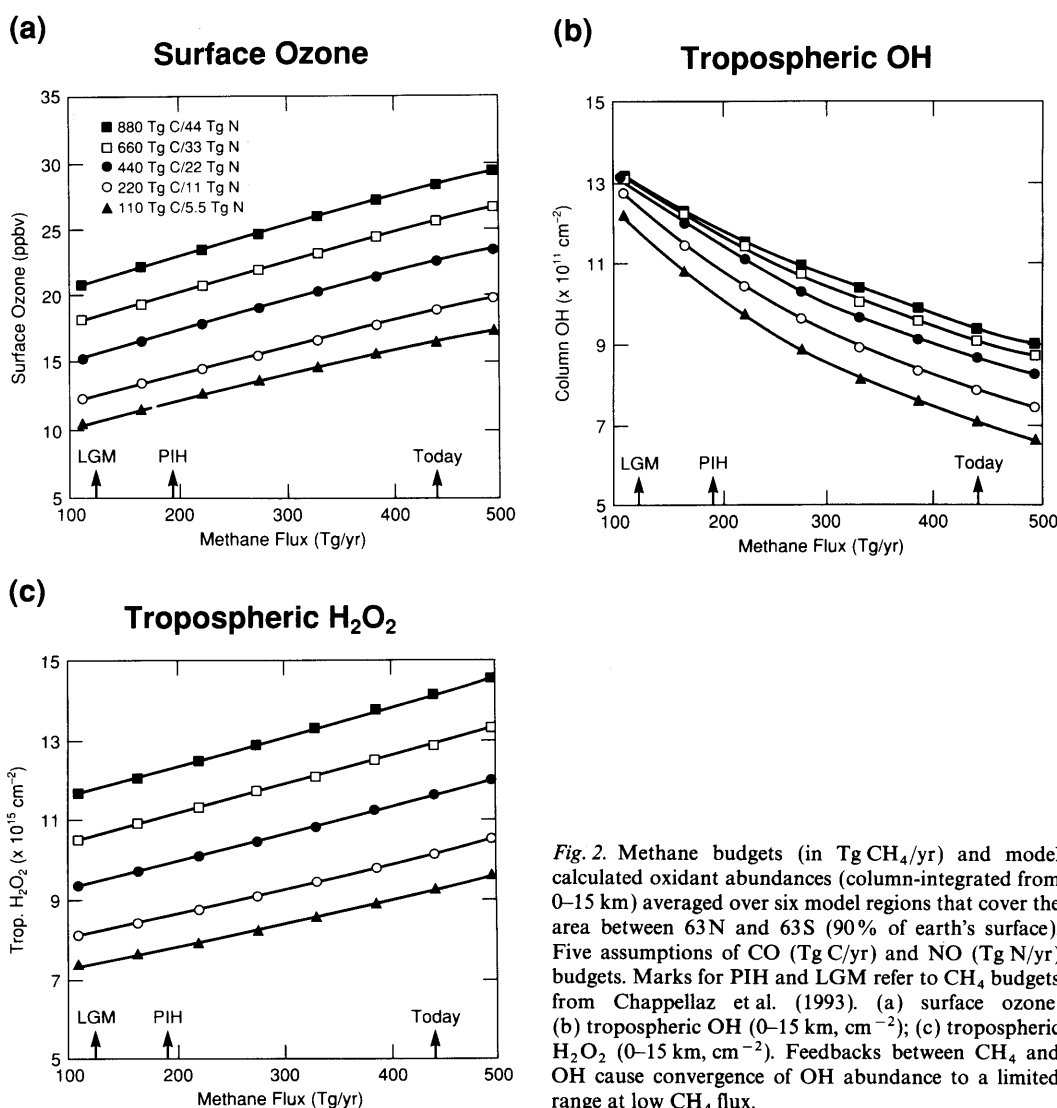 (a)
Surface Ozone
35
30
25
20
15
10
5
Surface Ozone (ppbv)
880 Tg C/44 Tg N
660 Tg C/33 Tg N
440 Tg C/22 Tg N
220 Tg C/11 Tg N
110 Tg C/5.5 Tg N
LGM PIH Today
100 200 300 400 500
Methane Flux (Tg/yr)
(b)
Tropospheric OH
15
13
11
9
7
5
Column OH (x 10¹¹ cm⁻²)
LGM PIH Today
100 200 300 400 500
Methane Flux (Tg/yr)
(c)
Tropospheric H₂O₂
15
13
11
9
7
5
Trop. H₂O₂ (x 10¹⁵ cm⁻²)
LGM PIH Today
100 200 300 400 500
Methane Flux (Tg/yr)
Fig. 2. Methane budgets (in Tg CH₄/yr) and model
calculated oxidant abundances (column-integrated from
0–15 km) averaged over six model regions that cover the
area between 63N and 63S (90% of earth's surface)
Five assumptions of CO (Tg C/yr) and NO (Tg N/yr)
budgets. Marks for PIH and LGM refer to CH₄ budgets
from Chappellaz et al. (1993). (a) surface ozone
(b) tropospheric OH (0–15 km, cm⁻²); (c) tropospheric
H₂O₂ (0–15 km, cm⁻²). Feedbacks between CH₄ and
OH cause convergence of OH abundance to a limited
range at low CH₄ flux.